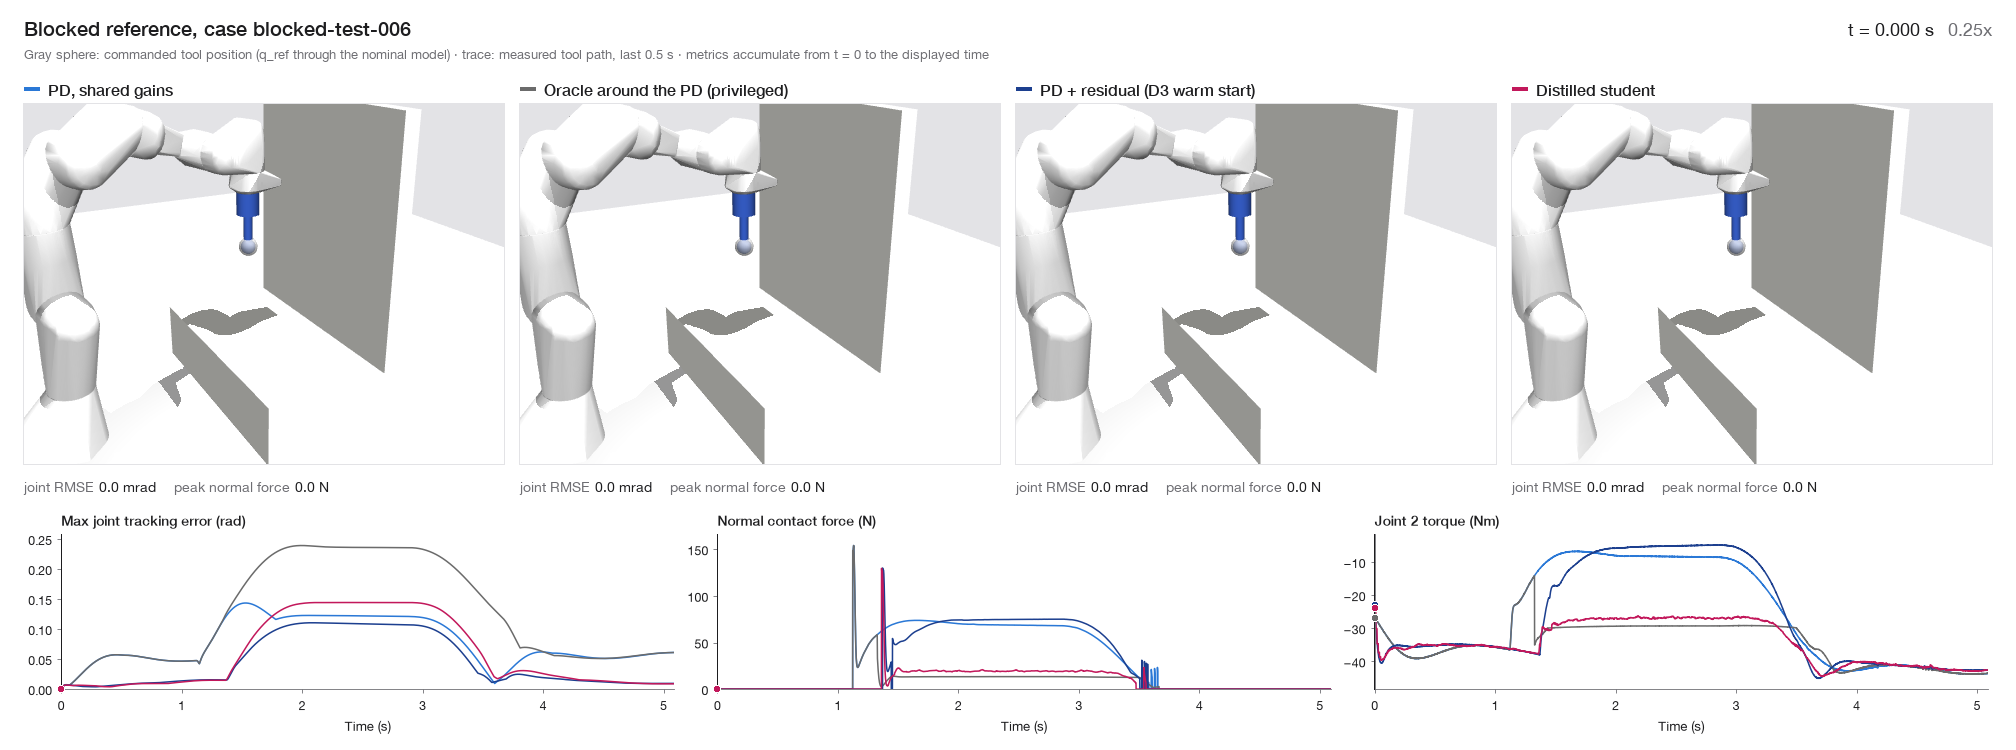 Blocked reference, case blocked-test-006
t = 0.000 s 0.25x
Gray sphere: commanded tool position (q_ref through the nominal model) · trace: measured tool path, last 0.5 s · metrics accumulate from t = 0 to the displayed time
PD, shared gains
Oracle around the PD (privileged)
PD + residual (D3 warm start)
Distilled student
joint RMSE 0.0 mrad peak normal force 0.0 N
joint RMSE 0.0 mrad peak normal force 0.0 N
joint RMSE 0.0 mrad peak normal force 0.0 N
joint RMSE 0.0 mrad peak normal force 0.0 N
Max joint tracking error (rad)
0.25
0.20
0.15
0.10
0.05
0.00
0 1 2 3 4 5
Time (s)
Normal contact force (N)
150
100
50
0
0 1 2 3 4 5
Time (s)
Joint 2 torque (Nm)
−10
−20
−30
−40
0 1 2 3 4 5
Time (s)